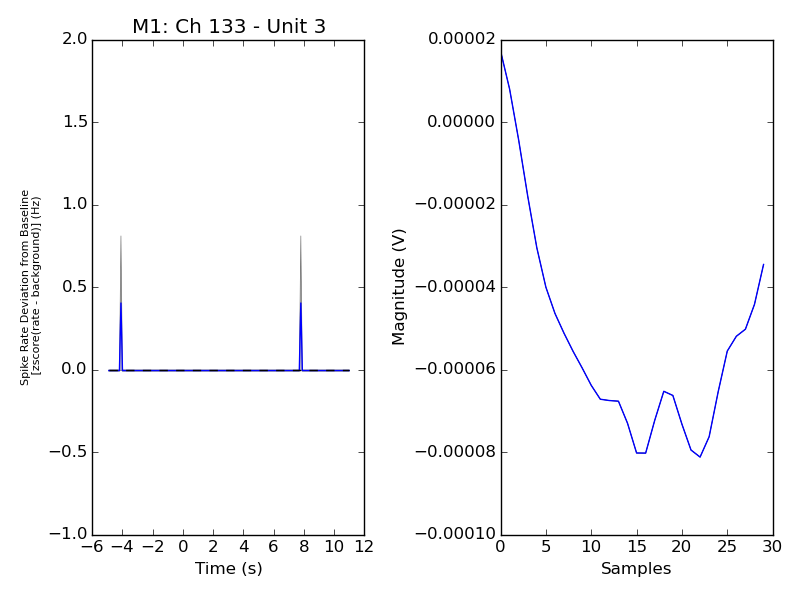 M1: Ch 133 - Unit 3
2.0
1.5
1.0
0.5
0.0
−0.5
−1.0
Spike Rate Deviation from Baseline
[zscore(rate - background)] (Hz)
−6 −4 −2 0 2 4 6 8 10 12
Time (s)
0.00002
0.00000
−0.00002
−0.00004
−0.00006
−0.00008
−0.00010
Magnitude (V)
0 5 10 15 20 25 30
Samples